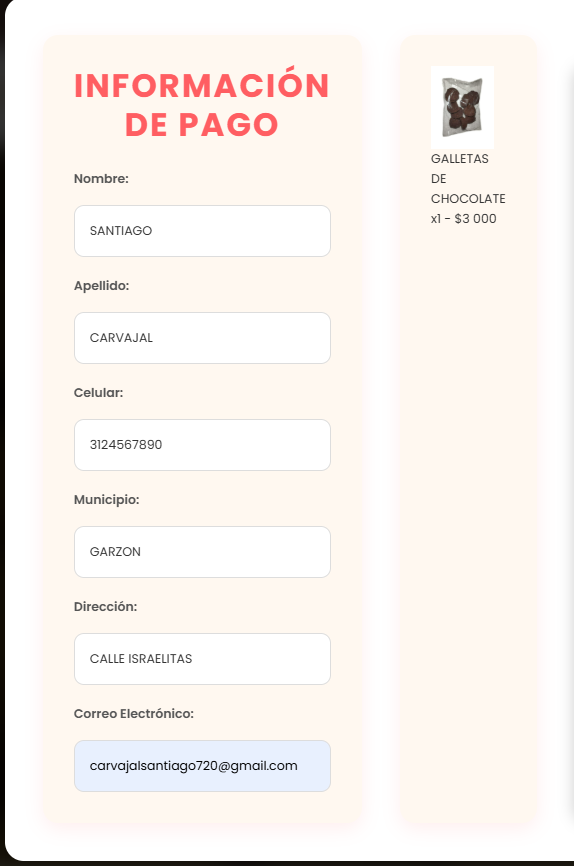 INFORMACIÓN
DE PAGO
Nombre:
SANTIAGO
Apellido:
CARVAJAL
Celular:
3124567890
Municipio:
GARZON
Dirección:
CALLE ISRAELITAS
Correo Electrónico:
carvajalsantiago720@gmail.com
GALLETAS
DE
CHOCOLATE
x1 - $3 000